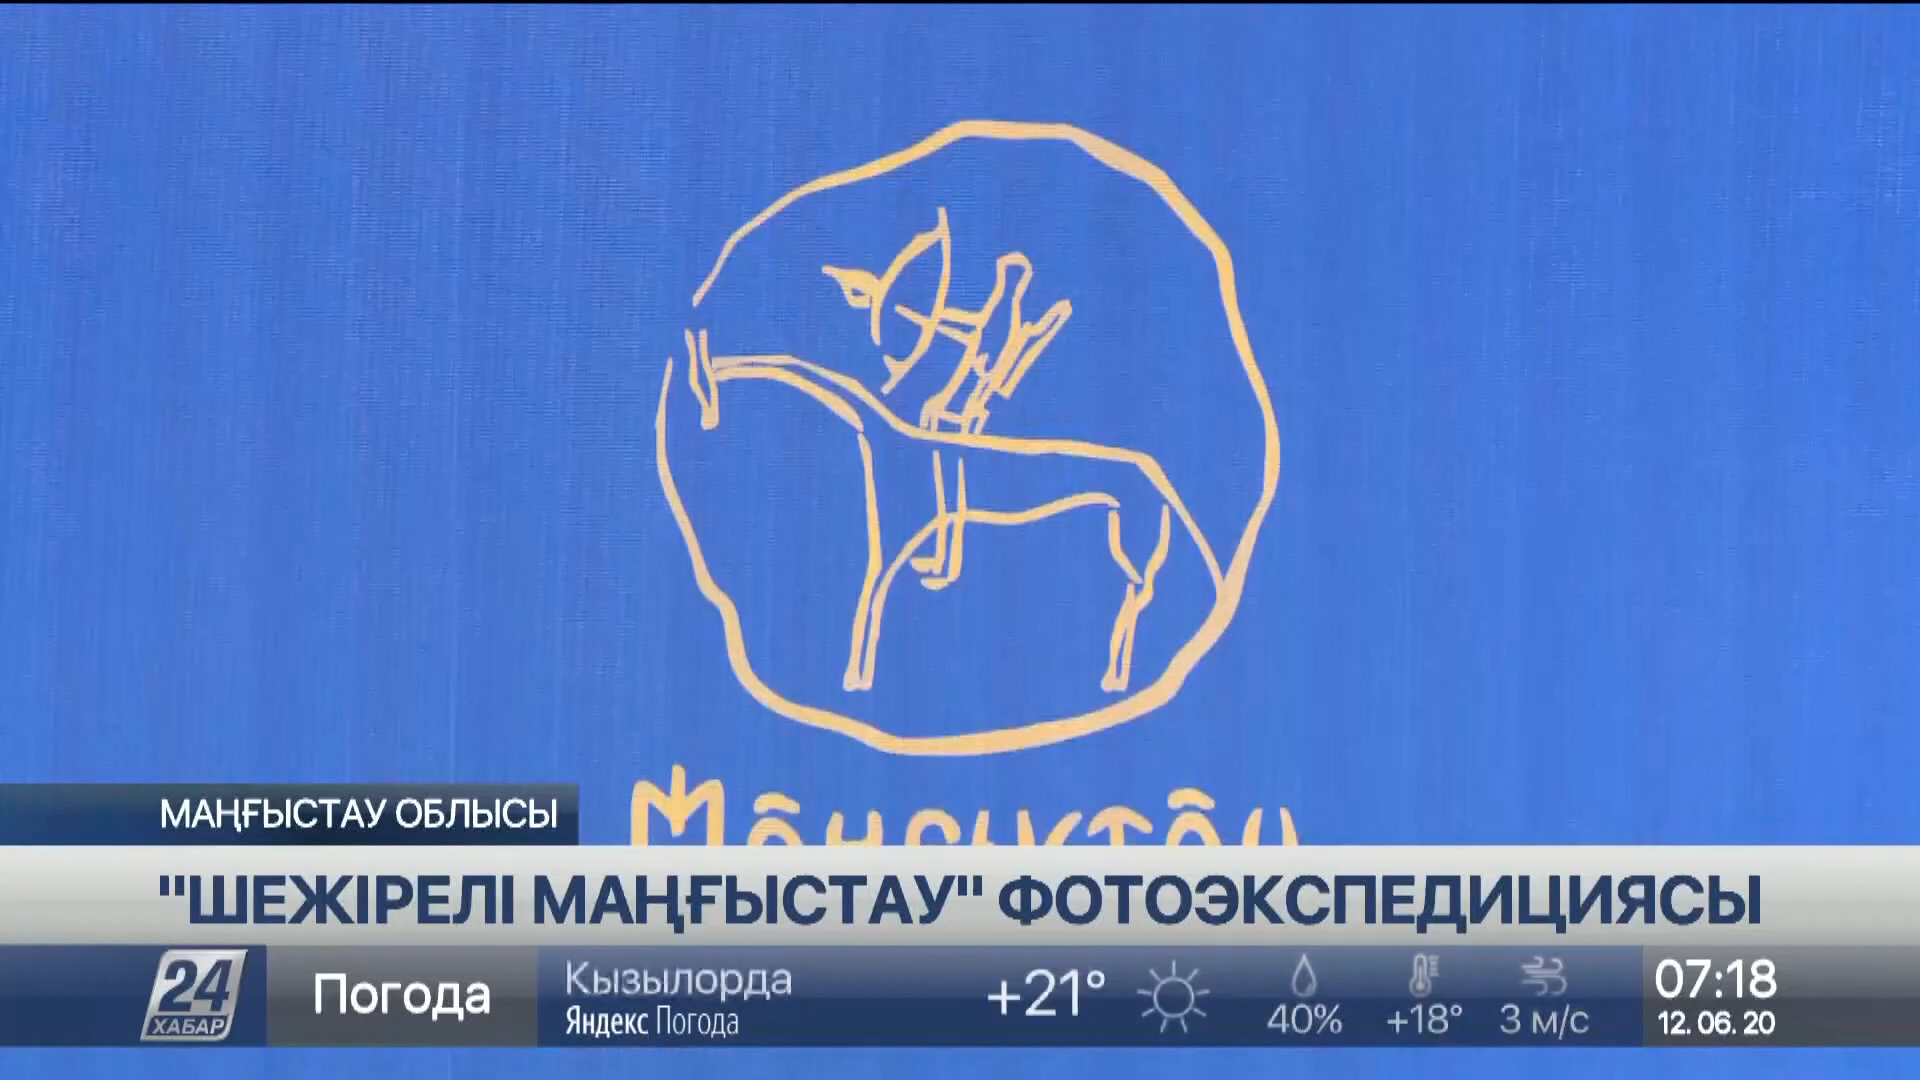 МАҢҒЫСТАУ ОБЛЫСЫ
"ШЕЖІРЕЛІ МАҢҒЫСТАУ" ФОТОЭКСПЕДИЦИЯСЫ
24
ХАБАР
Погода
Кызылорда
Яндекс Погода
+21°
40%
+18°
3 м/с
07:18
12. 06. 20